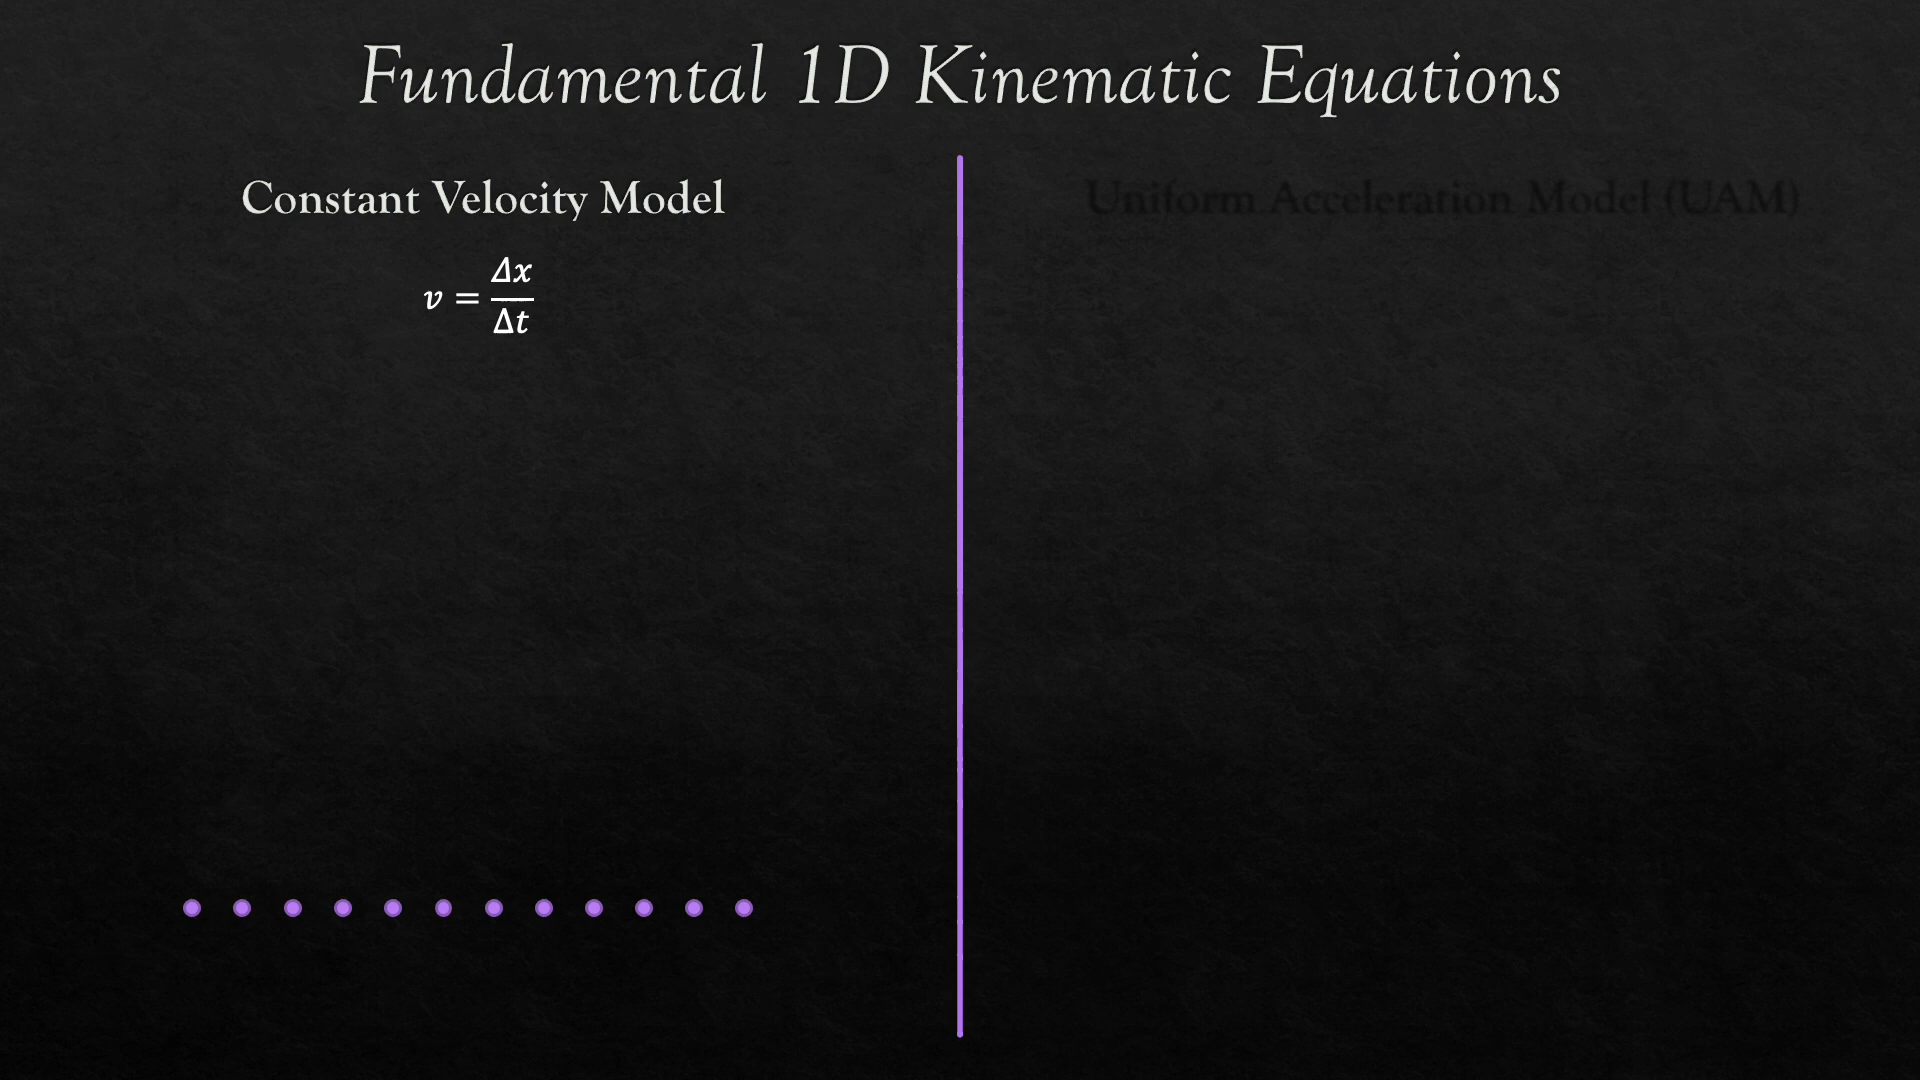 Fundamental 1D Kinematic Equations
Constant Velocity Model
Uniform Acceleration Model (UAM)
v = Δx/Δt